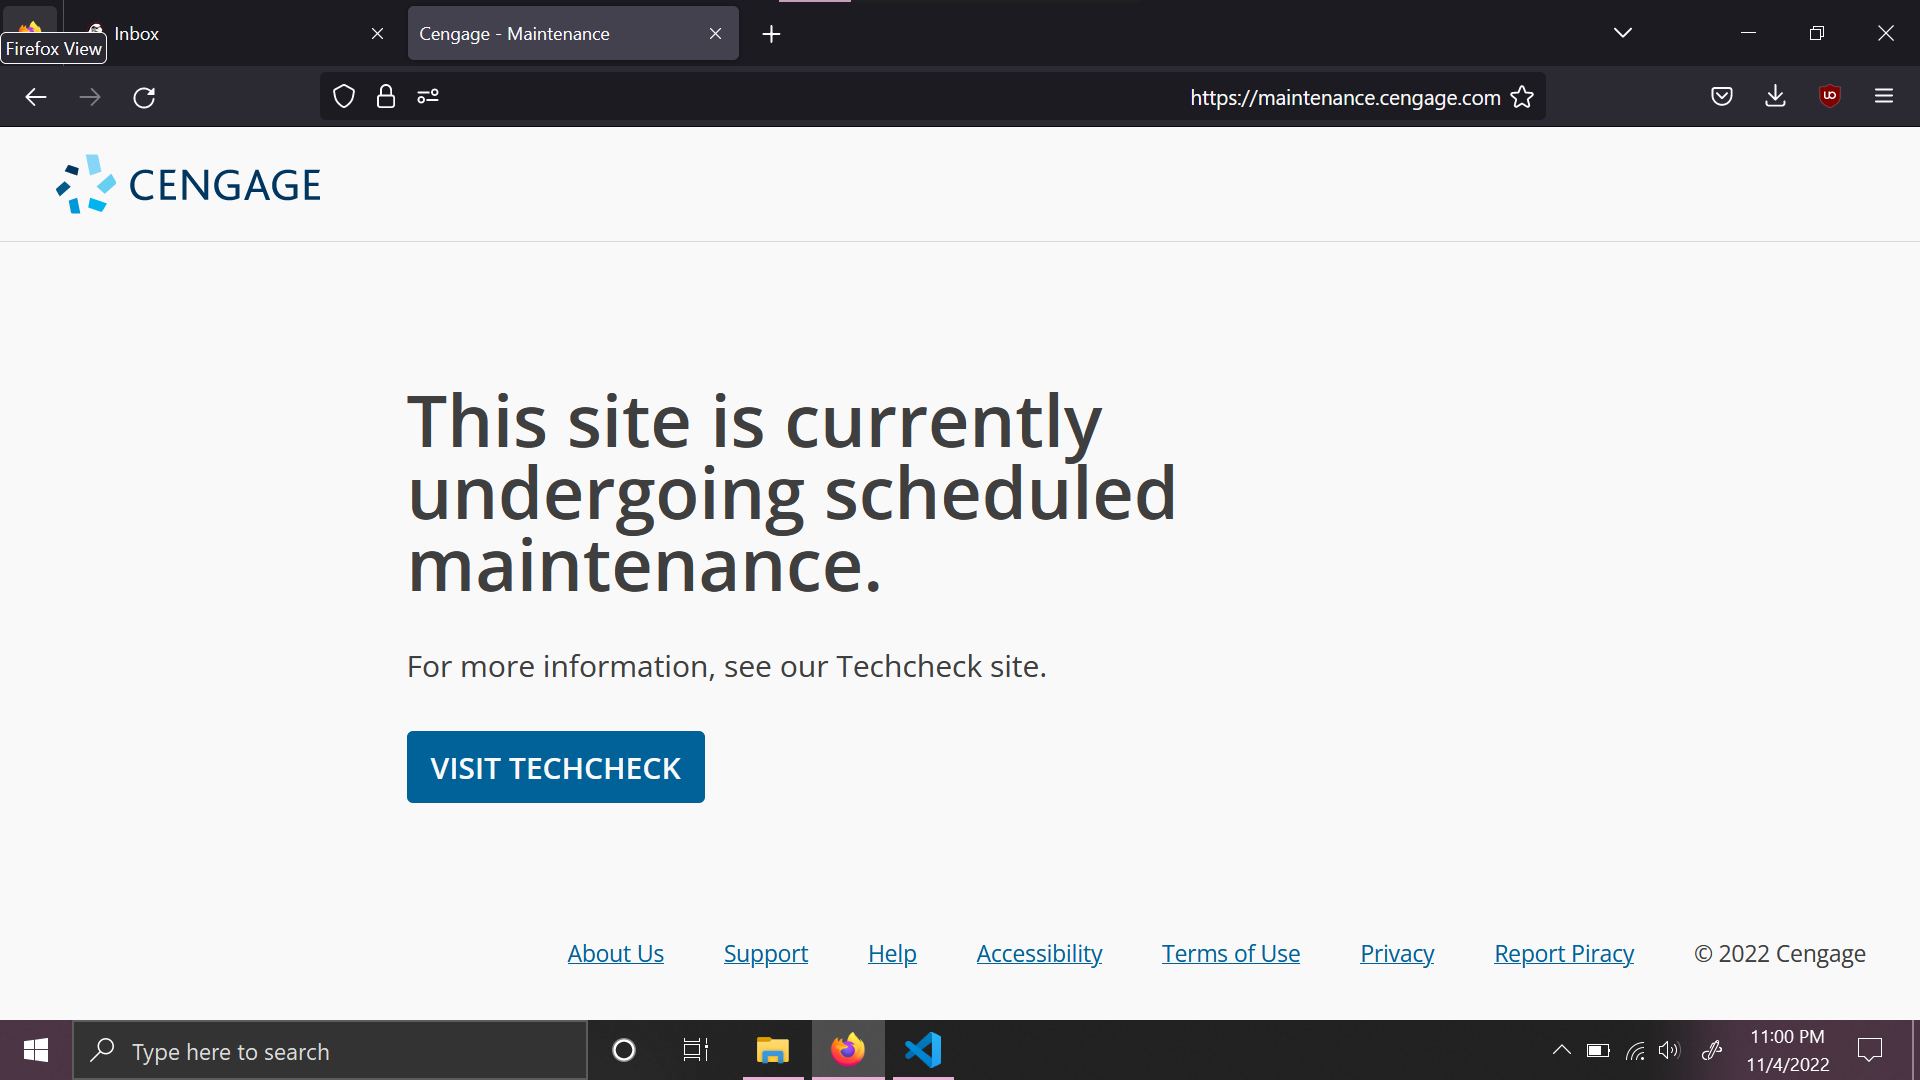 Inbox
Cengage - Maintenance
Firefox View
https://maintenance.cengage.com
CENGAGE
This site is currently
undergoing scheduled
maintenance.
For more information, see our Techcheck site.
VISIT TECHCHECK
About Us Support Help Accessibility Terms of Use Privacy Report Piracy © 2022 Cengage
Type here to search
11:00 PM
11/4/2022